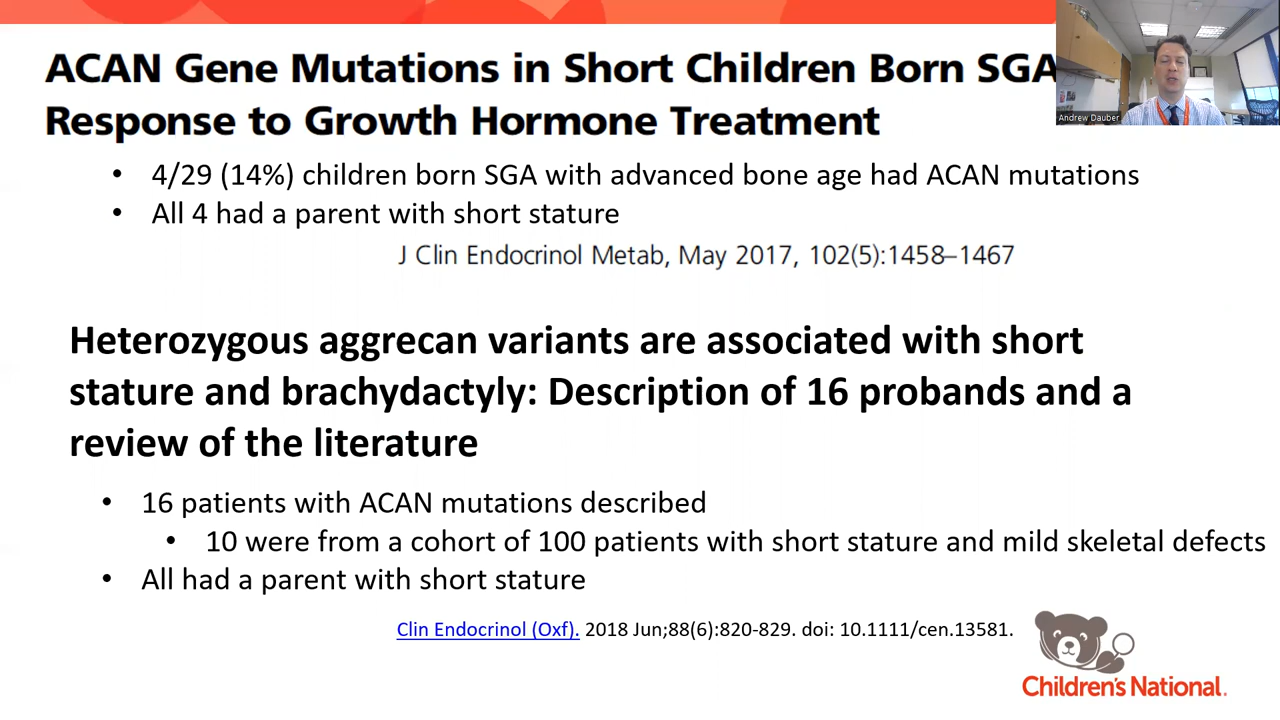 ACAN Gene Mutations in Short Children Born SGA
Response to Growth Hormone Treatment
Andrew Dauber
• 4/29 (14%) children born SGA with advanced bone age had ACAN mutations
• All 4 had a parent with short stature
J Clin Endocrinol Metab, May 2017, 102(5):1458–1467
Heterozygous aggrecan variants are associated with short
stature and brachydactyly: Description of 16 probands and a
review of the literature
• 16 patients with ACAN mutations described
• 10 were from a cohort of 100 patients with short stature and mild skeletal defects
• All had a parent with short stature
Clin Endocrinol (Oxf). 2018 Jun;88(6):820-829. doi: 10.1111/cen.13581.
Children's National.